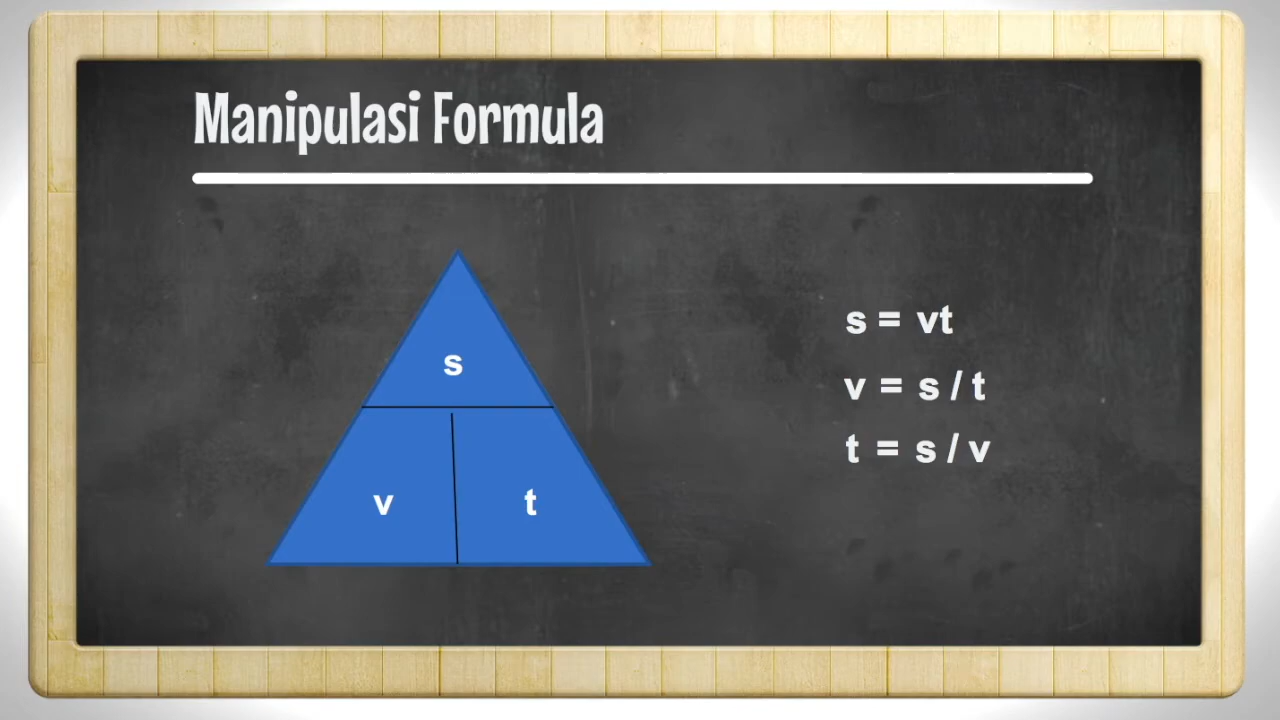 Manipulasi Formula
s
v t
s = vt
v = s / t
t = s / v